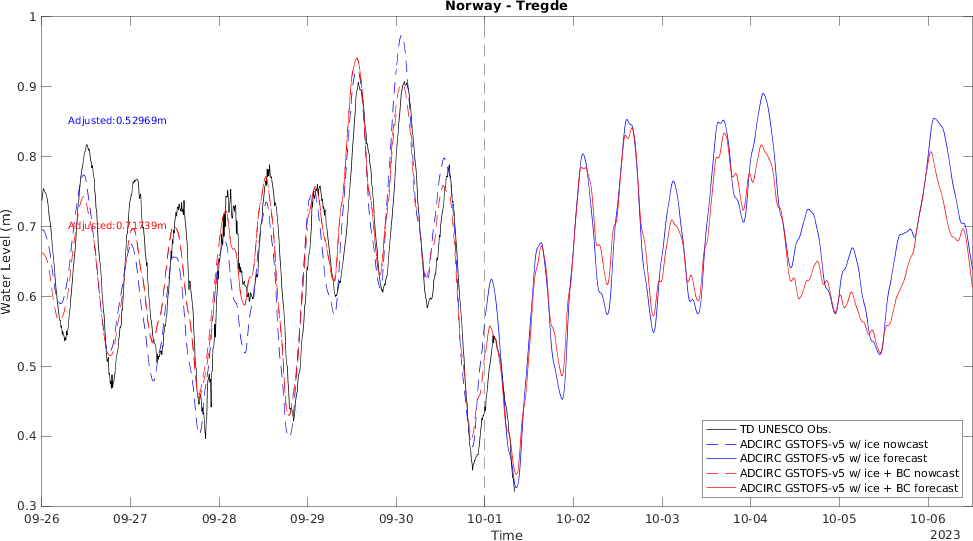 Norway - Tregde
Water Level (m)
1
0.9
0.8
0.7
0.6
0.5
0.4
0.3
Adjusted:0.52969m
Adjusted:0.71739m
TD UNESCO Obs.
ADCIRC GSTOFS-v5 w/ ice nowcast
ADCIRC GSTOFS-v5 w/ ice forecast
ADCIRC GSTOFS-v5 w/ ice + BC nowcast
ADCIRC GSTOFS-v5 w/ ice + BC forecast
09-26 09-27 09-28 09-29 09-30 10-01 10-02 10-03 10-04 10-05 10-06
Time
2023